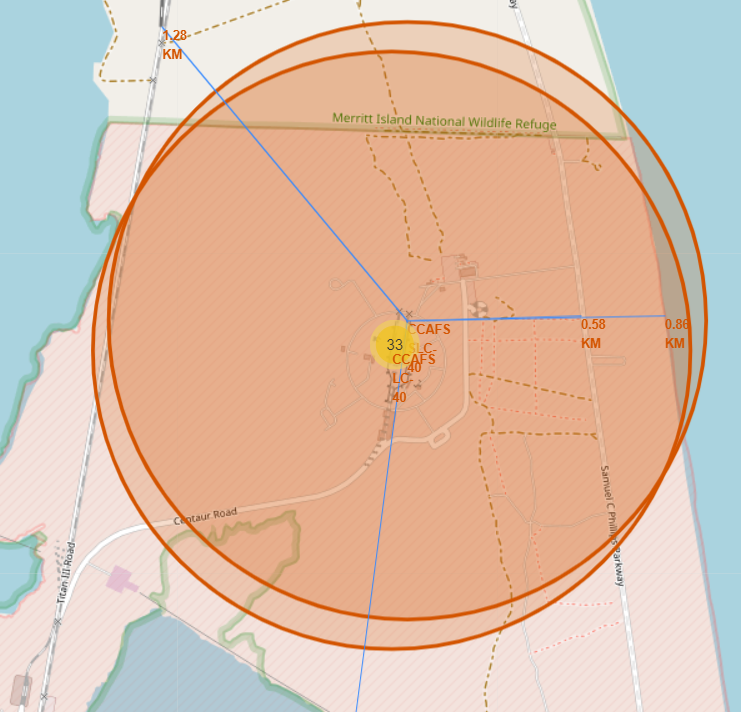 way
1.28
KM
Merritt Island National Wildlife Refuge
CCAFS
SLC-
40
33
CCAFS
LC-
40
0.58
KM
0.86
KM
Centaur Road
Titan III Road
Samuel C Phillips Parkway